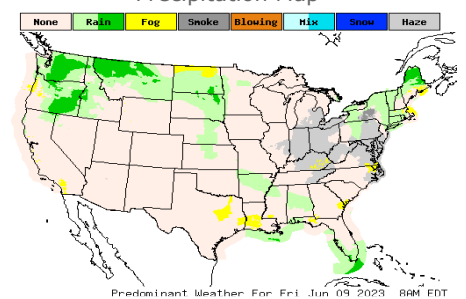 Precipitation Map
None Rain Fog Smoke Blowing Mix Snow Haze
Predominant Weather For Fri Jun 09 2023 8AM EDT